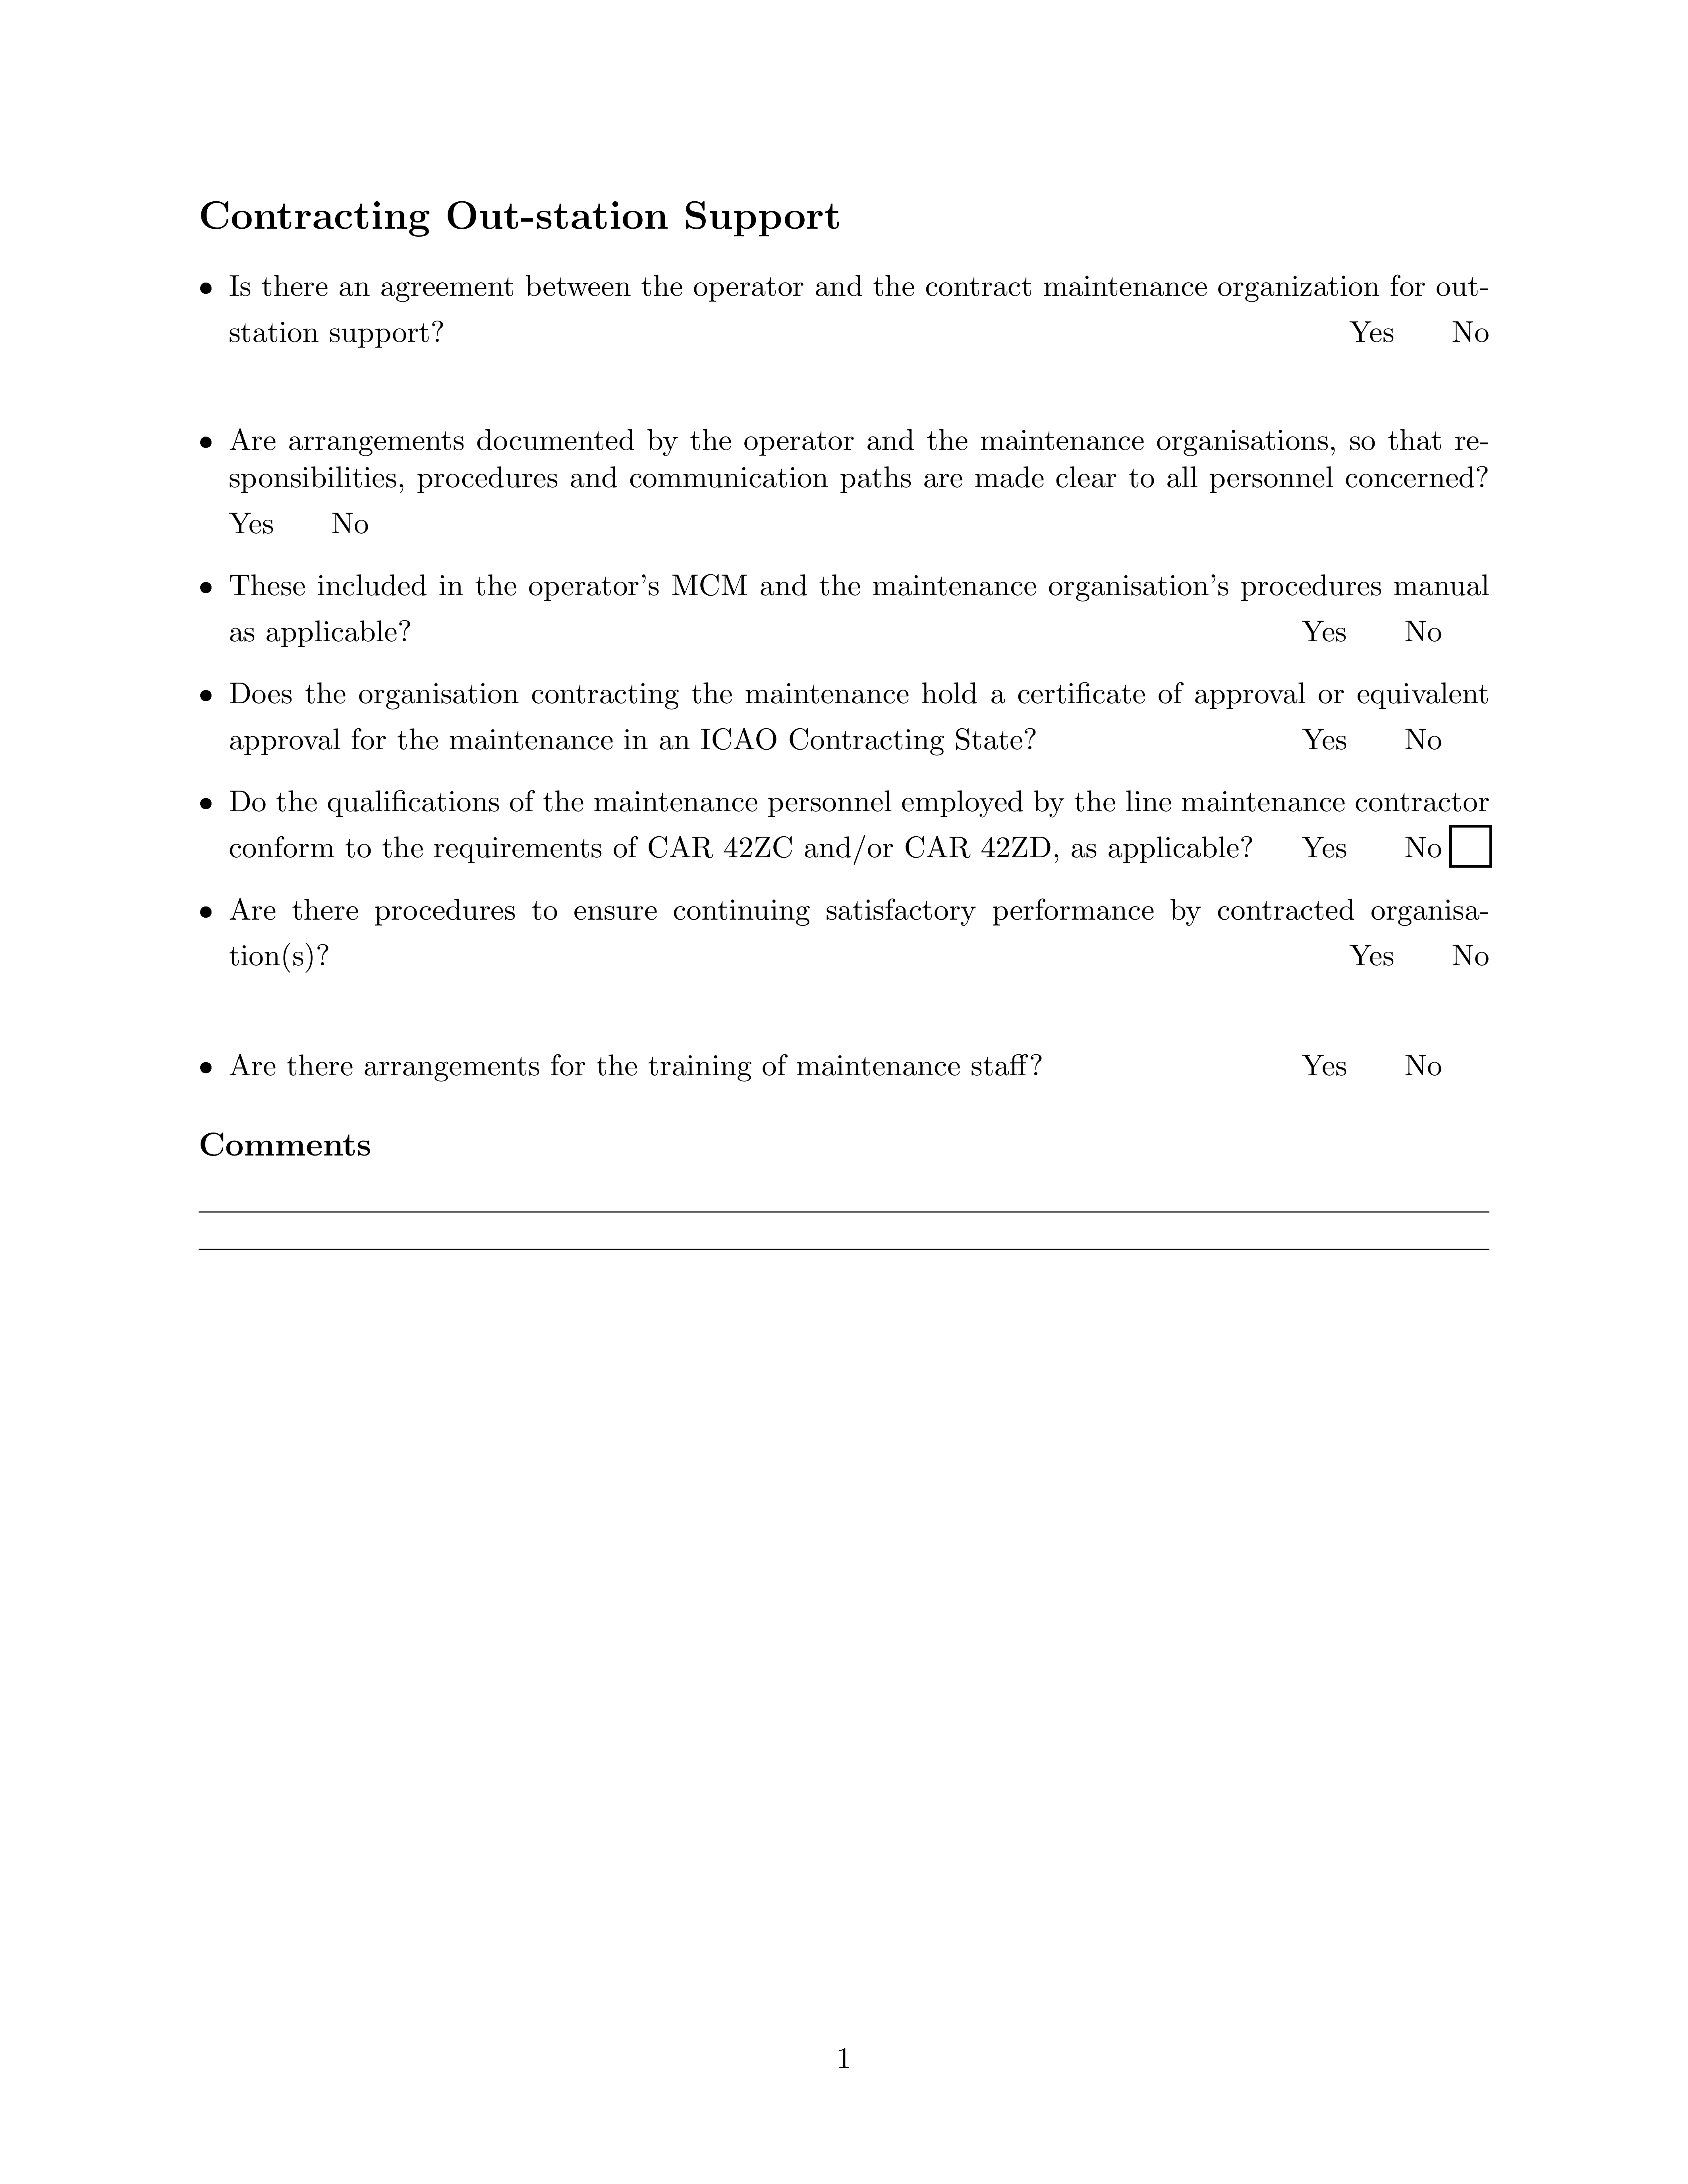 Contracting Out-station Support
• Is there an agreement between the operator and the contract maintenance organization for out-
station support? Yes No
• Are arrangements documented by the operator and the maintenance organisations, so that re-
sponsibilities, procedures and communication paths are made clear to all personnel concerned?
Yes No
• These included in the operator's MCM and the maintenance organisation's procedures manual
as applicable? Yes No
• Does the organisation contracting the maintenance hold a certificate of approval or equivalent
approval for the maintenance in an ICAO Contracting State? Yes No
• Do the qualifications of the maintenance personnel employed by the line maintenance contractor
conform to the requirements of CAR 42ZC and/or CAR 42ZD, as applicable? Yes No
• Are there procedures to ensure continuing satisfactory performance by contracted organisa-
tion(s)? Yes No
• Are there arrangements for the training of maintenance staff? Yes No
Comments
1